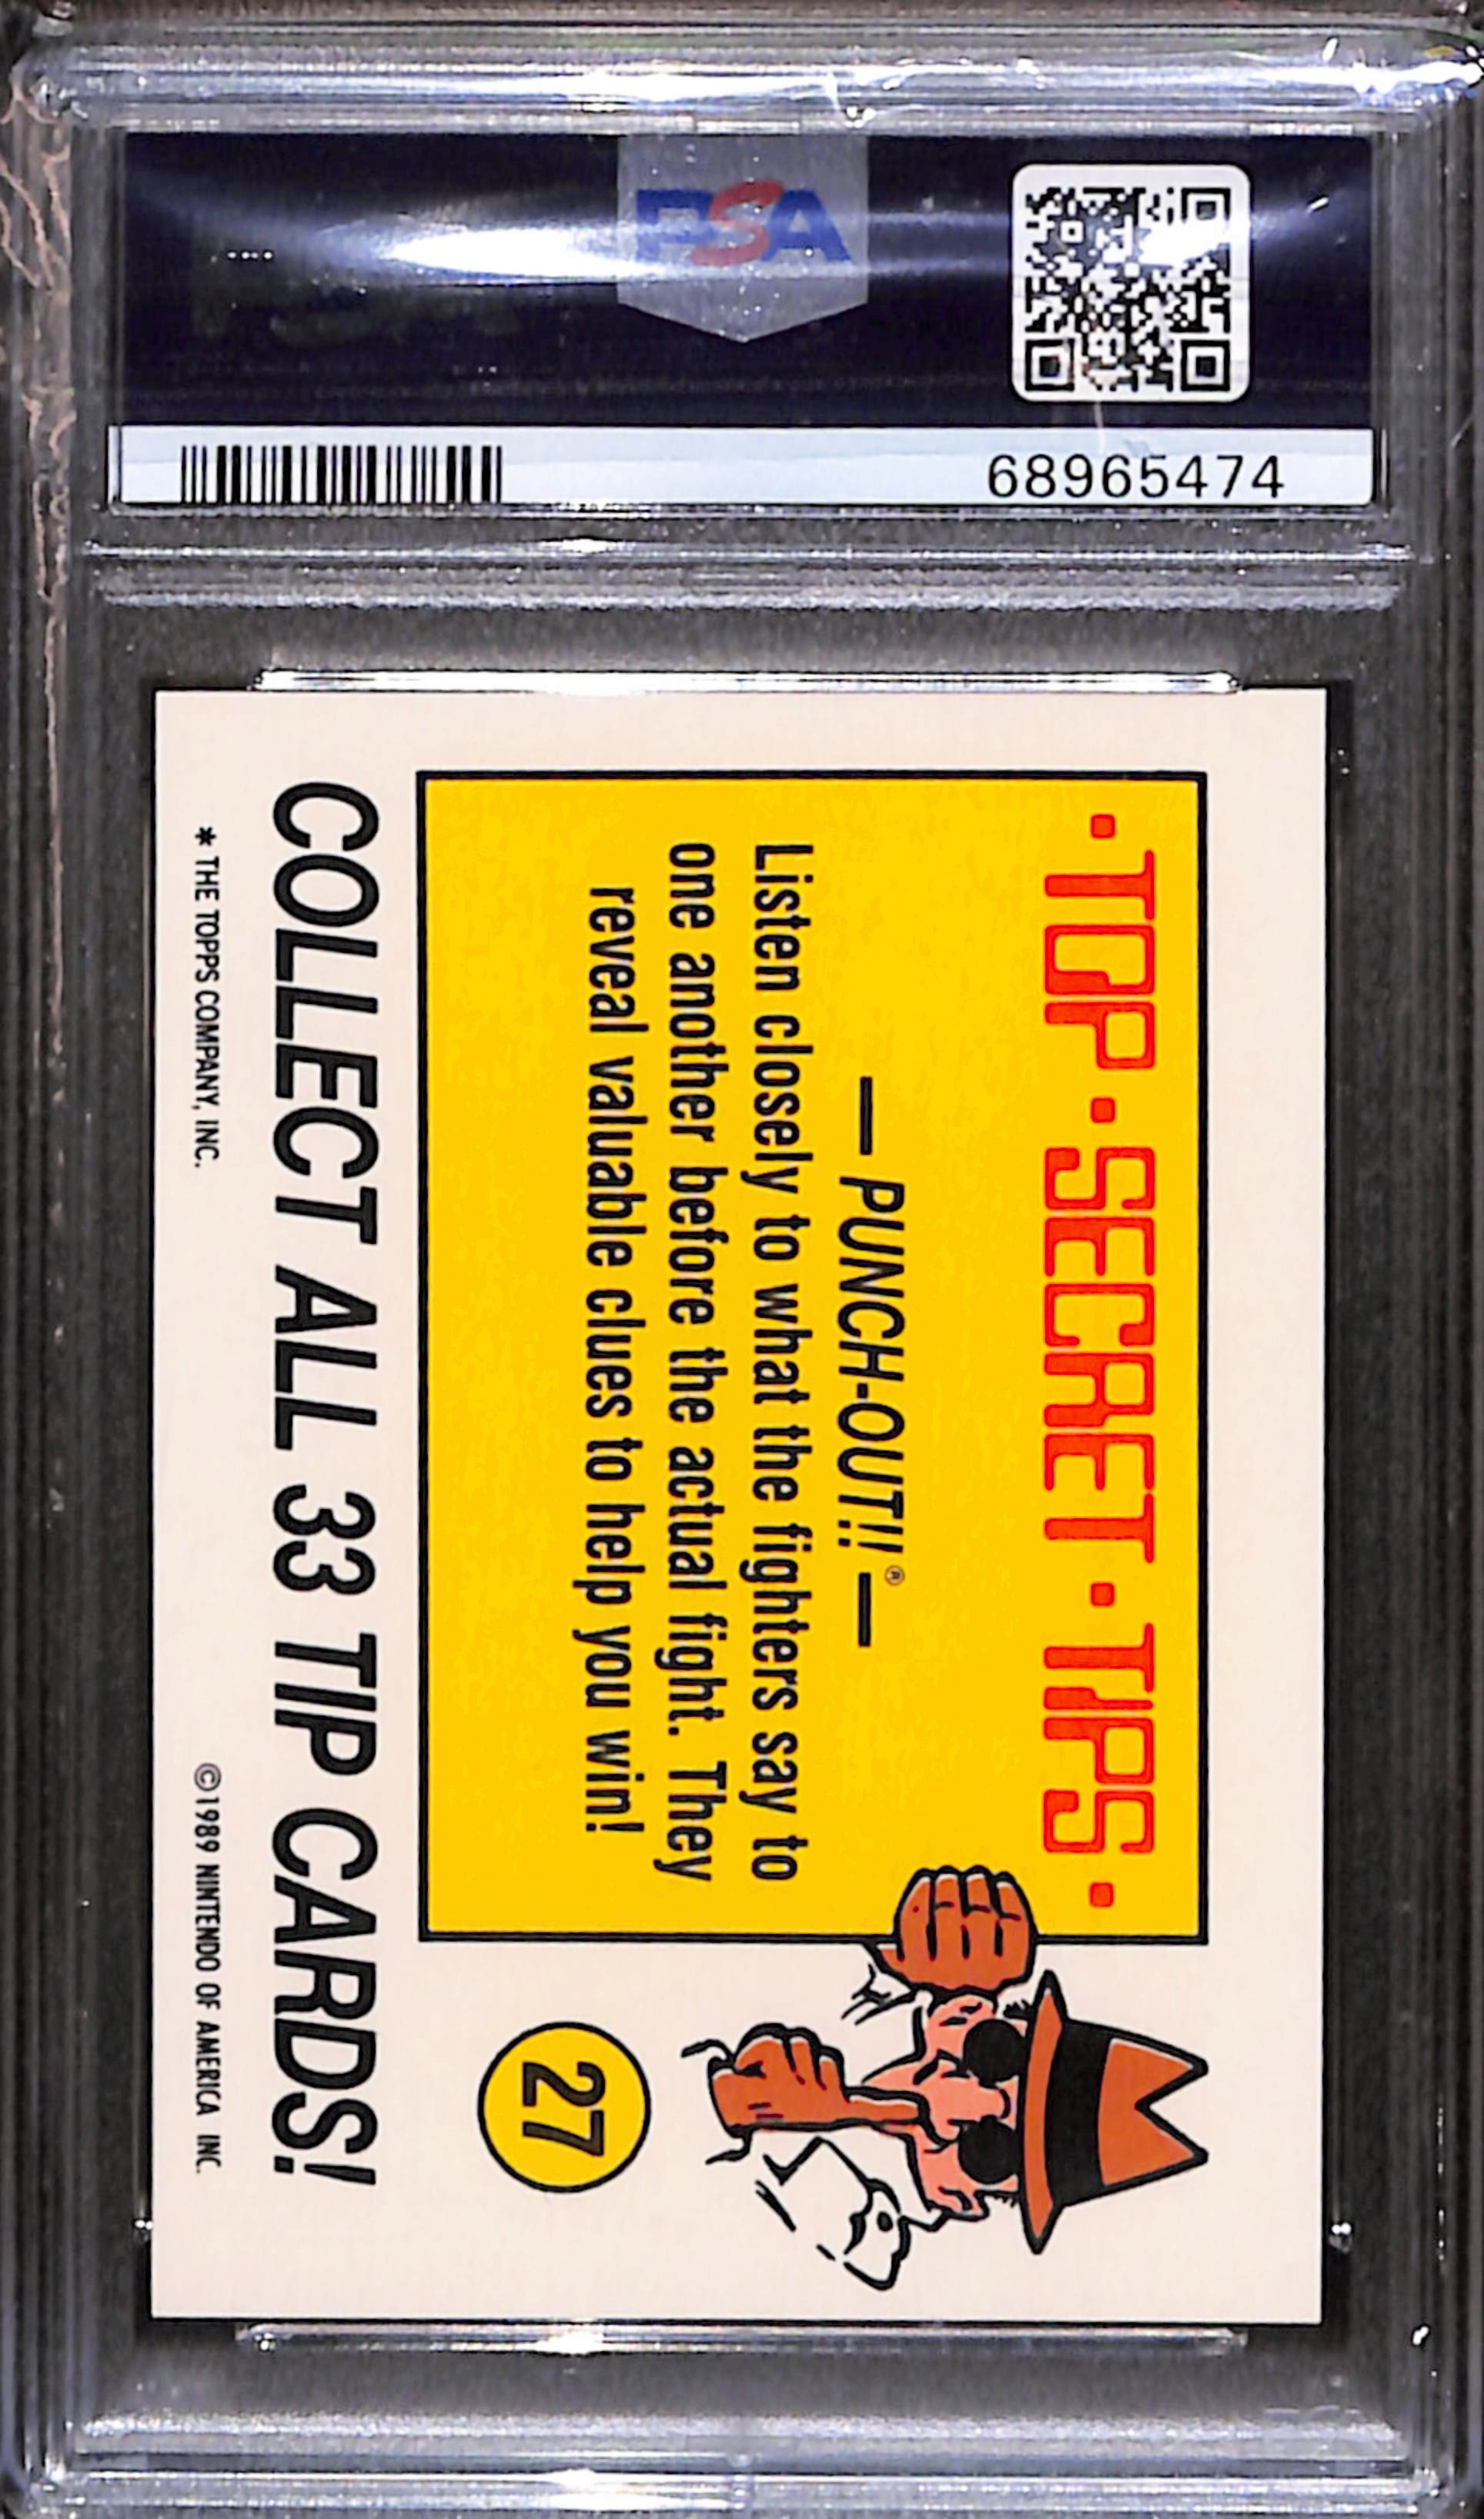 PSA
68965474
·TOP·SECRET·TIPS·
— PUNCH-OUT!!® —
Listen closely to what the fighters say to
one another before the actual fight. They
reveal valuable clues to help you win!
27
COLLECT ALL 33 TIP CARDS!
* THE TOPPS COMPANY, INC.
©1989 NINTENDO OF AMERICA INC.